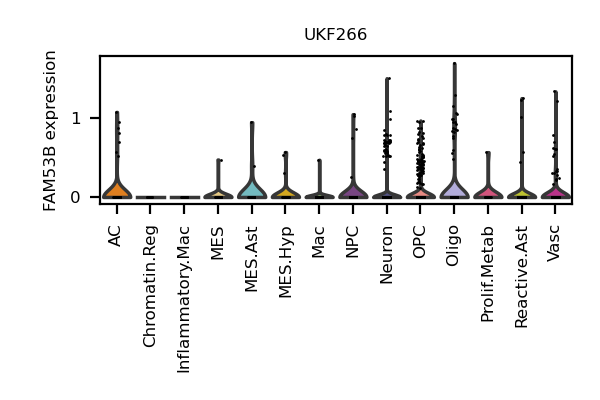 UKF266
FAM53B expression
1
0
AC
Chromatin.Reg
Inflammatory.Mac
MES
MES.Ast
MES.Hyp
Mac
NPC
Neuron
OPC
Oligo
Prolif.Metab
Reactive.Ast
Vasc